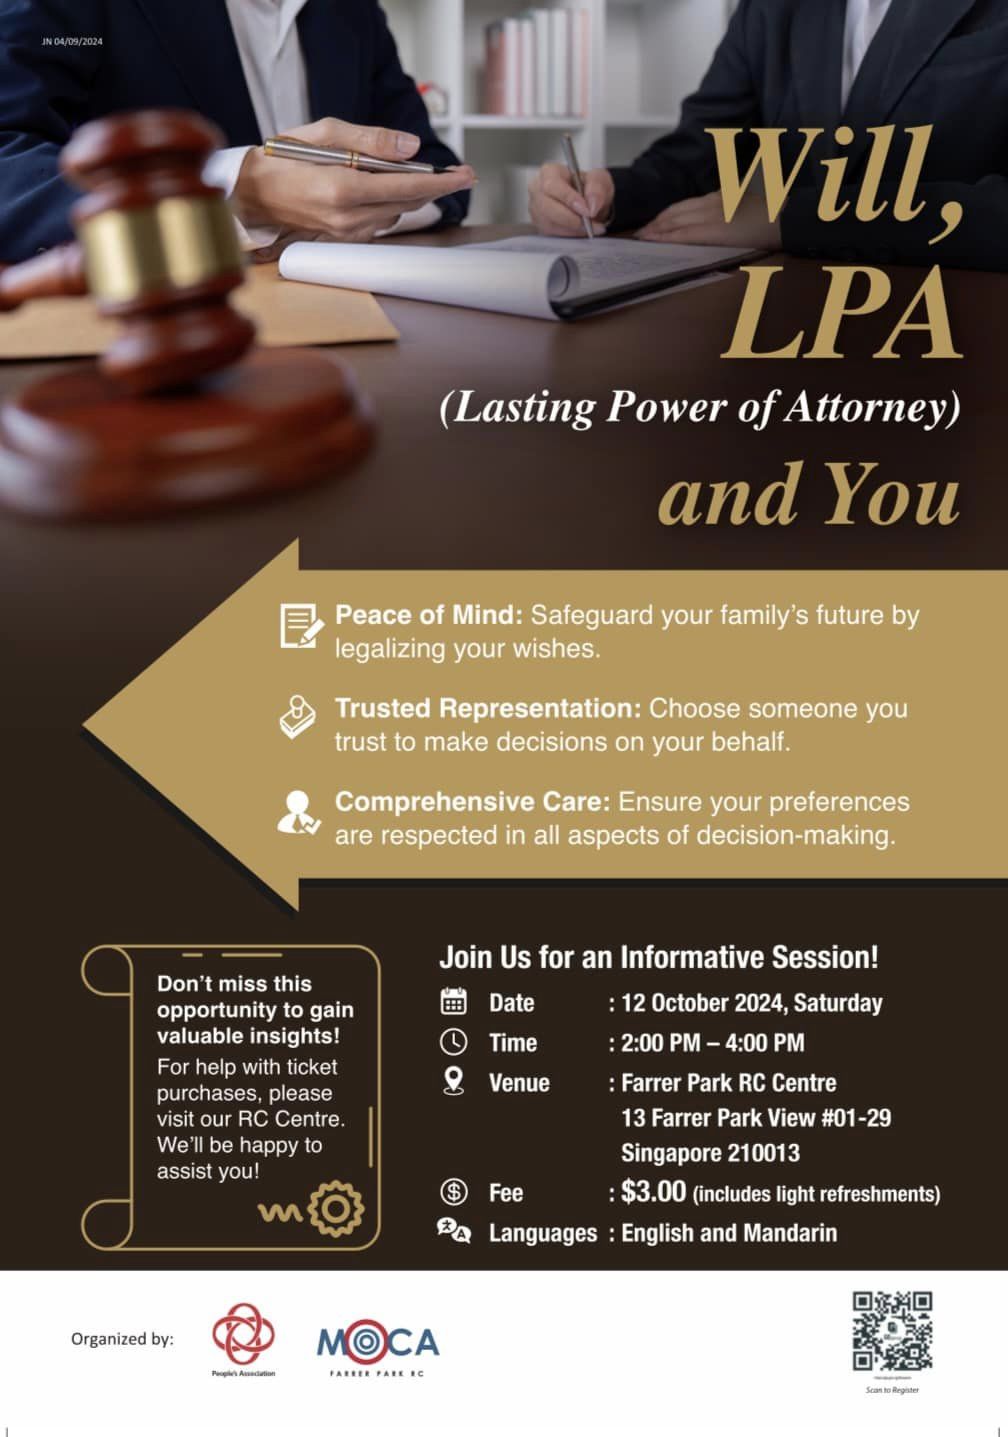 JN 04/09/2024
Will,
LPA
(Lasting Power of Attorney)
and You
Peace of Mind: Safeguard your family's future by
legalizing your wishes.
Trusted Representation: Choose someone you
trust to make decisions on your behalf.
Comprehensive Care: Ensure your preferences
are respected in all aspects of decision-making.
Don't miss this
opportunity to gain
valuable insights!
For help with ticket
purchases, please
visit our RC Centre.
We'll be happy to
assist you!
Join Us for an Informative Session!
Date : 12 October 2024, Saturday
Time : 2:00 PM – 4:00 PM
Venue : Farrer Park RC Centre
13 Farrer Park View #01-29
Singapore 210013
Fee : $3.00 (includes light refreshments)
Languages : English and Mandarin
Organized by:
People's Association
MOCA
FARRER PARK RC
Scan to Register